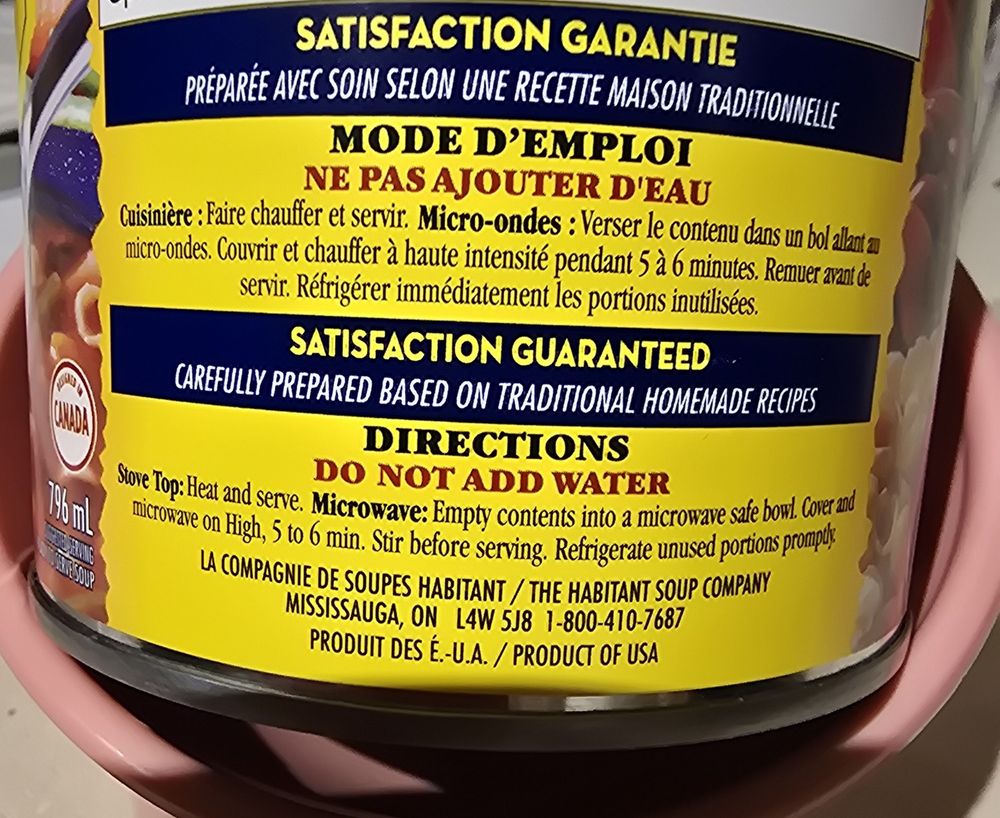 SATISFACTION GARANTIE
PRÉPARÉE AVEC SOIN SELON UNE RECETTE MAISON TRADITIONNELLE
MODE D'EMPLOI
NE PAS AJOUTER D'EAU
Cuisinière : Faire chauffer et servir. Micro-ondes : Verser le contenu dans un bol allant au
micro-ondes. Couvrir et chauffer à haute intensité pendant 5 à 6 minutes. Remuer avant de
servir. Réfrigérer immédiatement les portions inutilisées.
SATISFACTION GUARANTEED
CAREFULLY PREPARED BASED ON TRADITIONAL HOMEMADE RECIPES
DIRECTIONS
DO NOT ADD WATER
Stove Top: Heat and serve. Microwave: Empty contents into a microwave safe bowl. Cover and
microwave on High, 5 to 6 min. Stir before serving. Refrigerate unused portions promptly.
LA COMPAGNIE DE SOUPES HABITANT / THE HABITANT SOUP COMPANY
MISSISSAUGA, ON L4W 5J8 1-800-410-7687
PRODUIT DES É.-U.A. / PRODUCT OF USA
DESIGNED IN
CANADA
796 mL
SERVING
SERVE SOUP